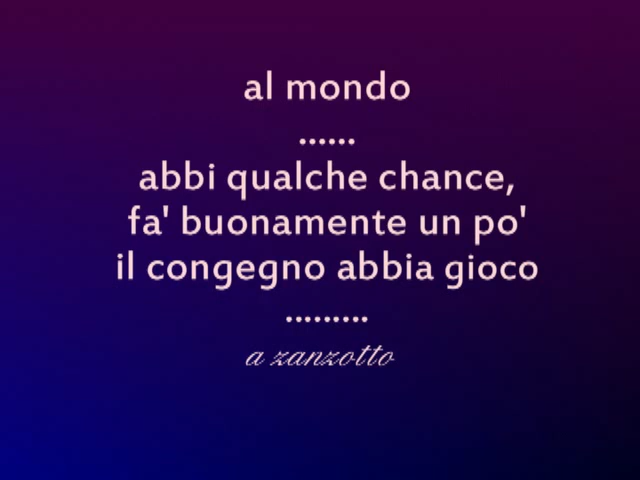 al mondo
......
abbi qualche chance,
fa' buonamente un po'
il congegno abbia gioco
.........
a zanzotto